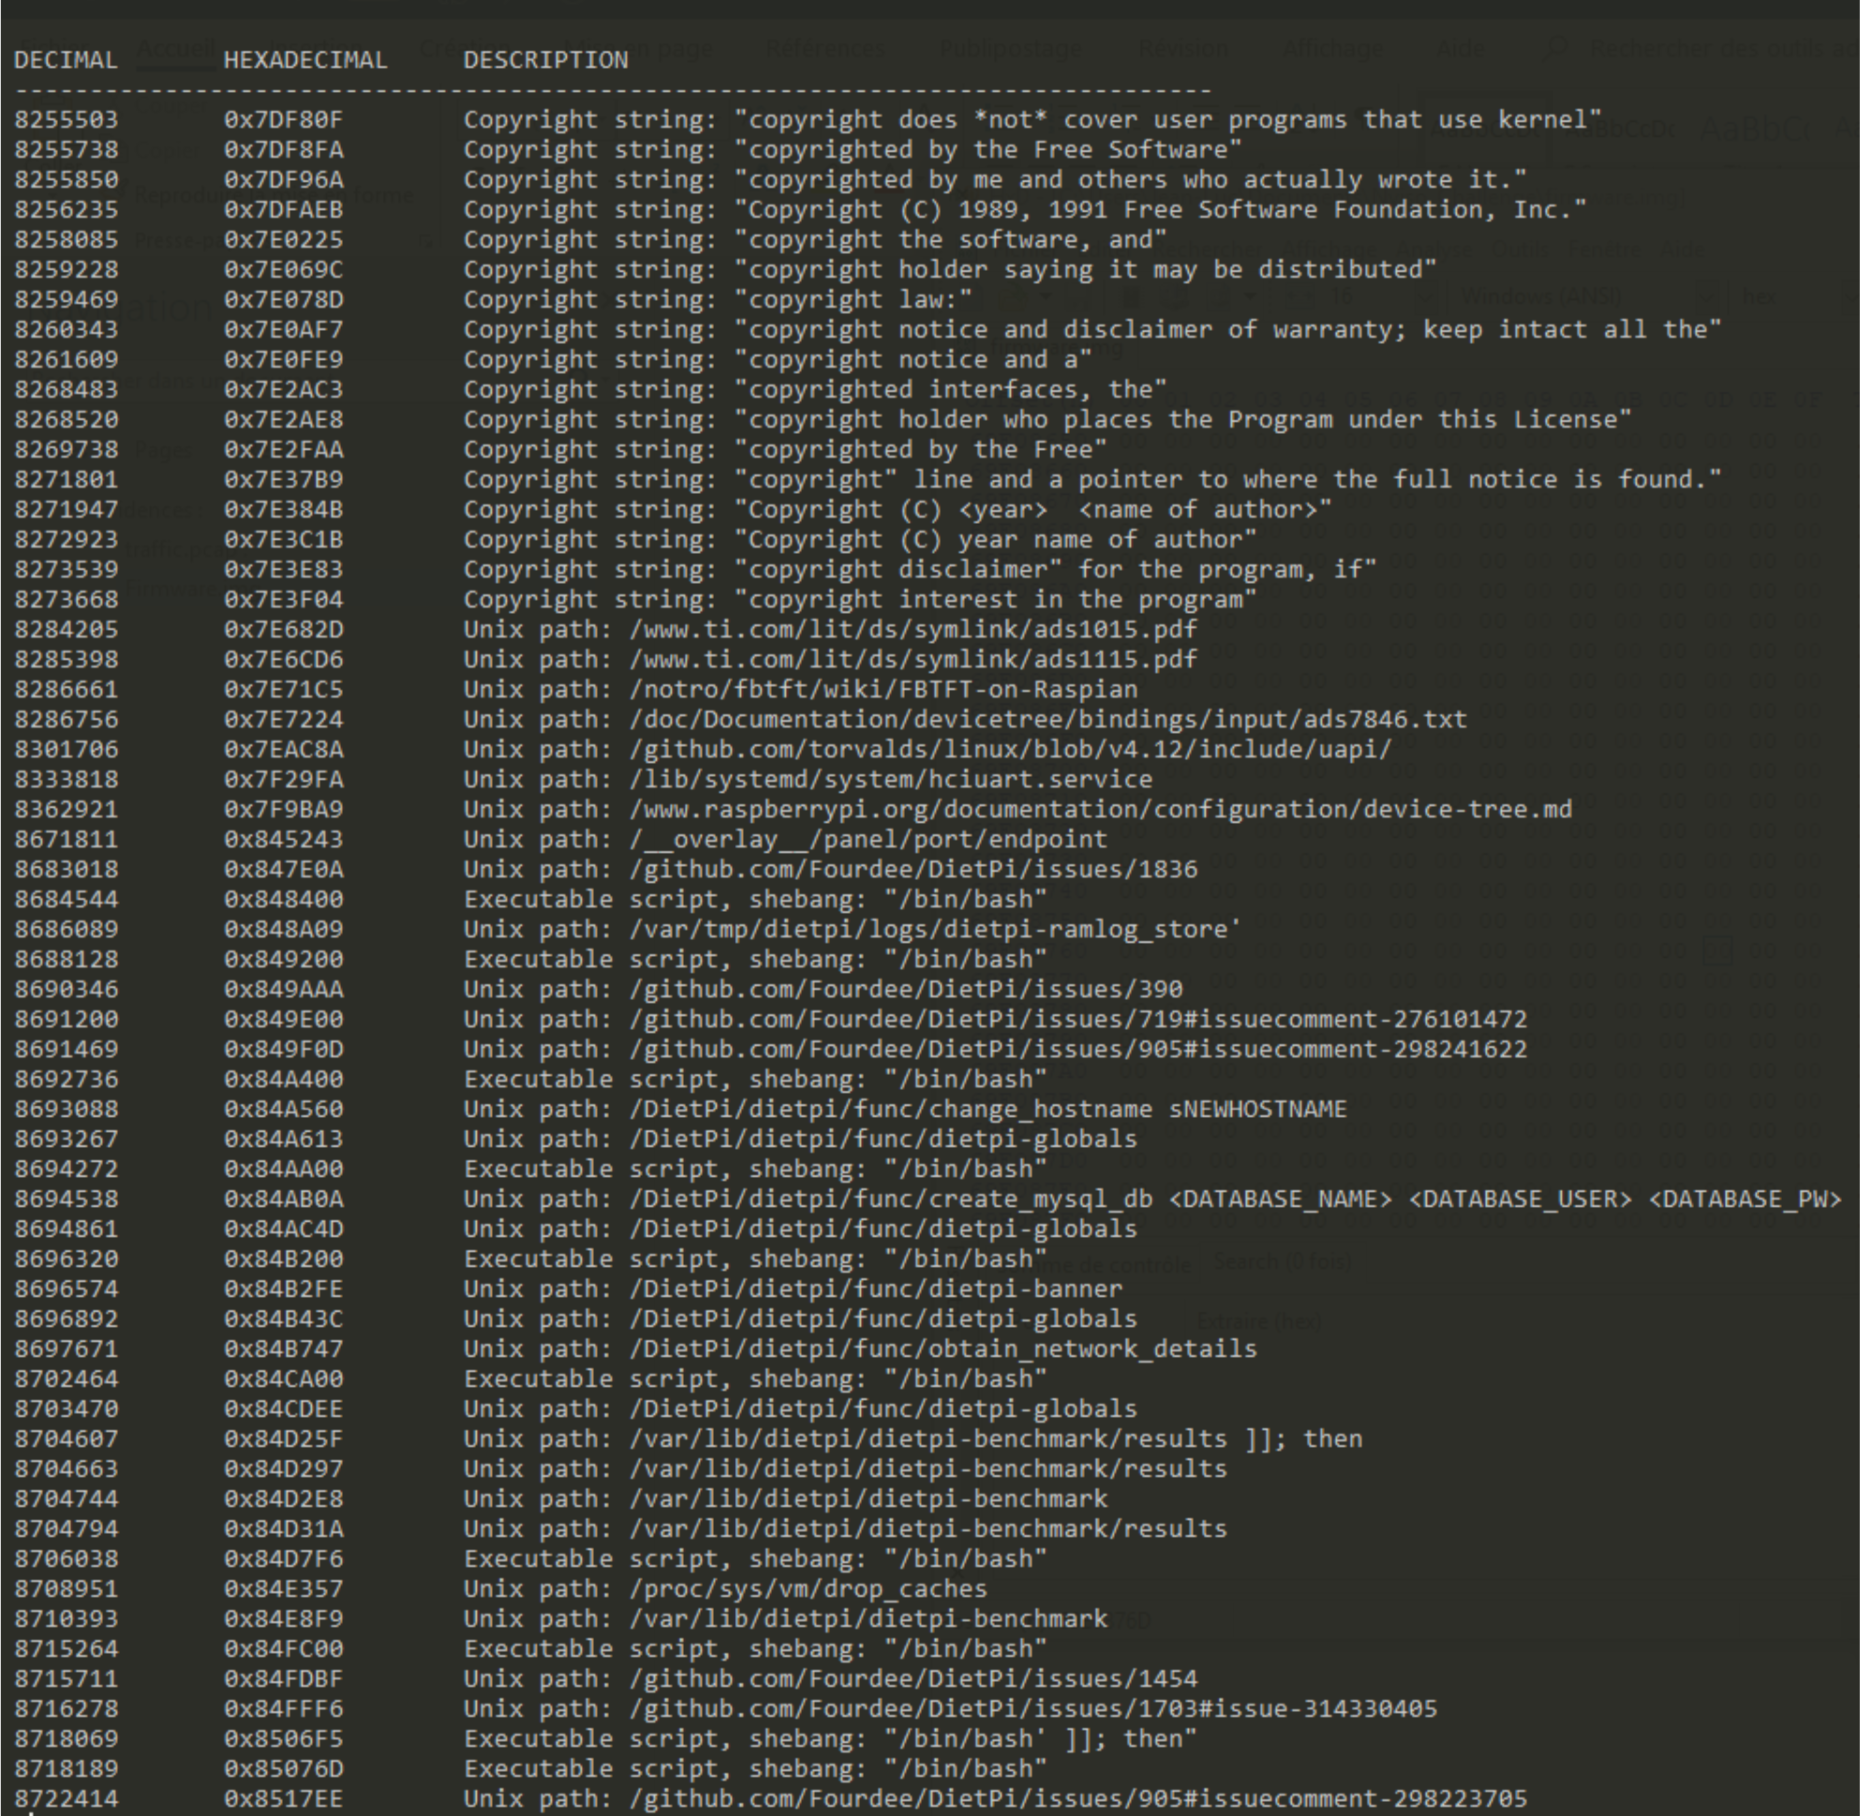 Accueil Création Mise en page Références Publipostage Révision Affichage Aide Rechercher des outils
DECIMAL HEXADECIMAL DESCRIPTION
--------------------------------------------------------------------------------
8255503 0x7DF80F Copyright string: "copyright does *not* cover user programs that use kernel"
8255738 0x7DF8FA Copyright string: "copyrighted by the Free Software"
8255850 0x7DF96A Copyright string: "copyrighted by me and others who actually wrote it."
8256235 0x7DFAEB Copyright string: "Copyright (C) 1989, 1991 Free Software Foundation, Inc."
8258085 0x7E0225 Copyright string: "copyright the software, and"
8259228 0x7E069C Copyright string: "copyright holder saying it may be distributed"
8259469 0x7E078D Copyright string: "copyright law:"
8260343 0x7E0AF7 Copyright string: "copyright notice and disclaimer of warranty; keep intact all the"
8261609 0x7E0FE9 Copyright string: "copyright notice and a"
8268483 0x7E2AC3 Copyright string: "copyrighted interfaces, the"
8268520 0x7E2AE8 Copyright string: "copyright holder who places the Program under this License"
8269738 0x7E2FAA Copyright string: "copyrighted by the Free"
8271801 0x7E37B9 Copyright string: "copyright" line and a pointer to where the full notice is found."
8271947 0x7E384B Copyright string: "Copyright (C) <year>  <name of author>"
8272923 0x7E3C1B Copyright string: "Copyright (C) year name of author"
8273539 0x7E3E83 Copyright string: "copyright disclaimer" for the program, if"
8273668 0x7E3F04 Copyright string: "copyright interest in the program"
8284205 0x7E682D Unix path: /www.ti.com/lit/ds/symlink/ads1015.pdf
8285398 0x7E6CD6 Unix path: /www.ti.com/lit/ds/symlink/ads1115.pdf
8286661 0x7E71C5 Unix path: /notro/fbtft/wiki/FBTFT-on-Raspian
8286756 0x7E7224 Unix path: /doc/Documentation/devicetree/bindings/input/ads7846.txt
8301706 0x7EAC8A Unix path: /github.com/torvalds/linux/blob/v4.12/include/uapi/
8333818 0x7F29FA Unix path: /lib/systemd/system/hciuart.service
8362921 0x7F9BA9 Unix path: /www.raspberrypi.org/documentation/configuration/device-tree.md
8671811 0x845243 Unix path: /__overlay__/panel/port/endpoint
8683018 0x847E0A Unix path: /github.com/Fourdee/DietPi/issues/1836
8684544 0x848400 Executable script, shebang: "/bin/bash"
8686089 0x848A09 Unix path: /var/tmp/dietpi/logs/dietpi-ramlog_store'
8688128 0x849200 Executable script, shebang: "/bin/bash"
8690346 0x849AAA Unix path: /github.com/Fourdee/DietPi/issues/390
8691200 0x849E00 Unix path: /github.com/Fourdee/DietPi/issues/719#issuecomment-276101472
8691469 0x849F0D Unix path: /github.com/Fourdee/DietPi/issues/905#issuecomment-298241622
8692736 0x84A400 Executable script, shebang: "/bin/bash"
8693088 0x84A560 Unix path: /DietPi/dietpi/func/change_hostname sNEWHOSTNAME
8693267 0x84A613 Unix path: /DietPi/dietpi/func/dietpi-globals
8694272 0x84AA00 Executable script, shebang: "/bin/bash"
8694538 0x84AB0A Unix path: /DietPi/dietpi/func/create_mysql_db <DATABASE_NAME> <DATABASE_USER> <DATABASE_PW>
8694861 0x84AC4D Unix path: /DietPi/dietpi/func/dietpi-globals
8696320 0x84B200 Executable script, shebang: "/bin/bash"
8696574 0x84B2FE Unix path: /DietPi/dietpi/func/dietpi-banner
8696892 0x84B43C Unix path: /DietPi/dietpi/func/dietpi-globals
8697671 0x84B747 Unix path: /DietPi/dietpi/func/obtain_network_details
8702464 0x84CA00 Executable script, shebang: "/bin/bash"
8703470 0x84CDEE Unix path: /DietPi/dietpi/func/dietpi-globals
8704607 0x84D25F Unix path: /var/lib/dietpi/dietpi-benchmark/results ]]; then
8704663 0x84D297 Unix path: /var/lib/dietpi/dietpi-benchmark/results
8704744 0x84D2E8 Unix path: /var/lib/dietpi/dietpi-benchmark
8704794 0x84D31A Unix path: /var/lib/dietpi/dietpi-benchmark/results
8706038 0x84D7F6 Executable script, shebang: "/bin/bash"
8708951 0x84E357 Unix path: /proc/sys/vm/drop_caches
8710393 0x84E8F9 Unix path: /var/lib/dietpi/dietpi-benchmark
8715264 0x84FC00 Executable script, shebang: "/bin/bash"
8715711 0x84FDBF Unix path: /github.com/Fourdee/DietPi/issues/1454
8716278 0x84FFF6 Unix path: /github.com/Fourdee/DietPi/issues/1703#issue-314330405
8718069 0x8506F5 Executable script, shebang: "/bin/bash' ]]; then"
8718189 0x85076D Executable script, shebang: "/bin/bash"
8722414 0x8517EE Unix path: /github.com/Fourdee/DietPi/issues/905#issuecomment-298223705